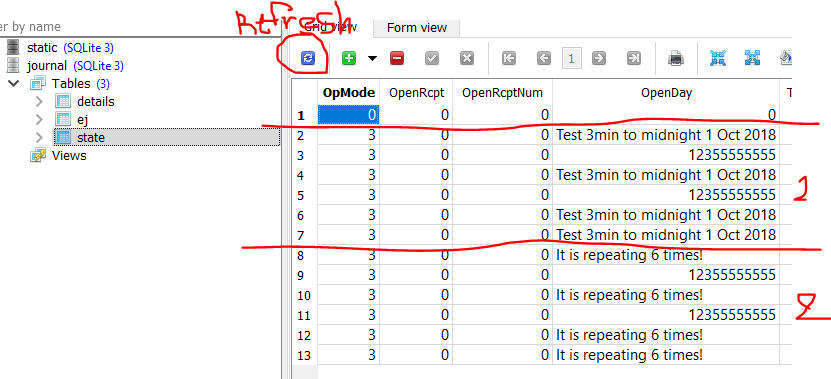 Refresh
er by name
Grid view Form view
static (SQLite 3)
journal (SQLite 3)
Tables (3)
details
ej
state
Views
1
OpMode OpenRcpt OpenRcptNum OpenDay T
1 0 0 0 0
2 3 0 0 Test 3min to midnight 1 Oct 2018
3 3 0 0 12355555555
4 3 0 0 Test 3min to midnight 1 Oct 2018
5 3 0 0 12355555555
6 3 0 0 Test 3min to midnight 1 Oct 2018
7 3 0 0 Test 3min to midnight 1 Oct 2018
1
8 3 0 0 It is repeating 6 times!
9 3 0 0 12355555555
10 3 0 0 It is repeating 6 times!
11 3 0 0 12355555555
12 3 0 0 It is repeating 6 times!
13 3 0 0 It is repeating 6 times!
2